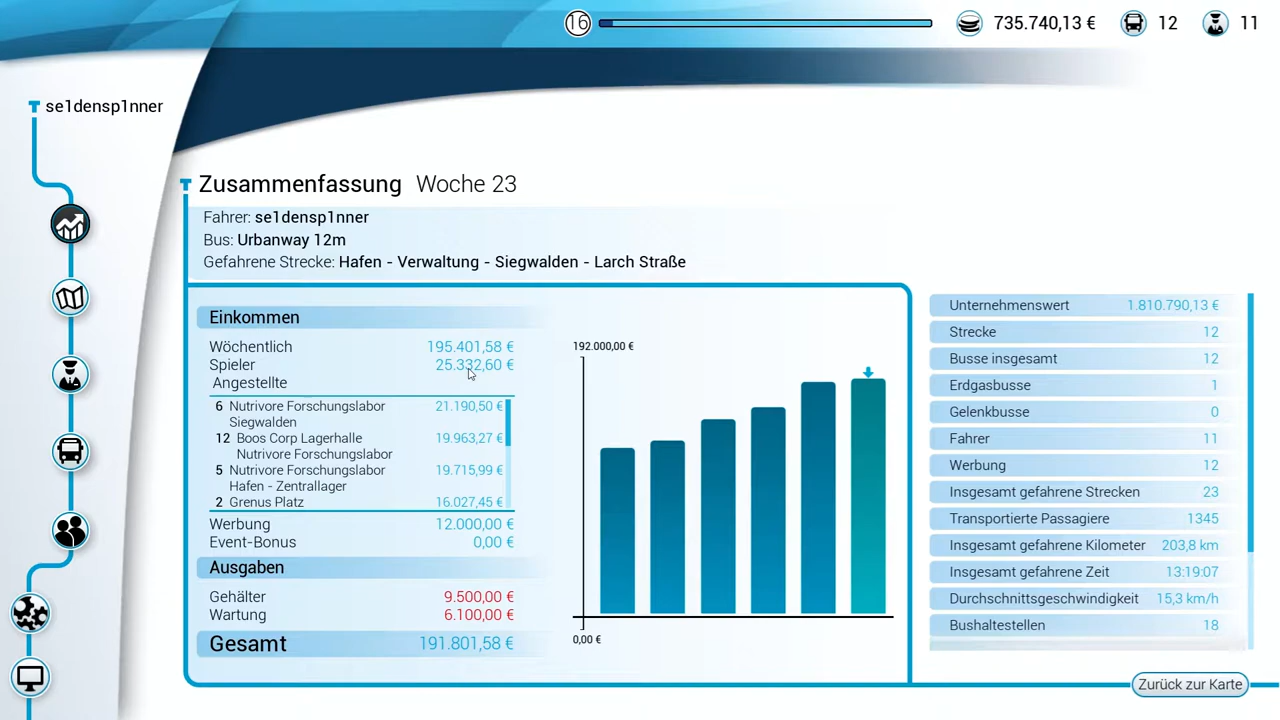 16 735.740,13 € 12 11
se1densp1nner
Zusammenfassung Woche 23
Fahrer: se1densp1nner
Bus: Urbanway 12m
Gefahrene Strecke: Hafen - Verwaltung - Siegwalden - Larch Straße
Einkommen
Wöchentlich 195.401,58 €
Spieler 25.332,60 €
Angestellte
6 Nutrivore Forschungslabor 21.190,50 €
Siegwalden
12 Boos Corp Lagerhalle 19.963,27 €
Nutrivore Forschungslabor
5 Nutrivore Forschungslabor 19.715,99 €
Hafen - Zentrallager
2 Grenus Platz 16.027,45 €
Werbung 12.000,00 €
Event-Bonus 0,00 €
Ausgaben
Gehälter 9.500,00 €
Wartung 6.100,00 €
Gesamt 191.801,58 €
192.000,00 €
0,00 €
Unternehmenswert 1.810.790,13 €
Strecke 12
Busse insgesamt 12
Erdgasbusse 1
Gelenkbusse 0
Fahrer 11
Werbung 12
Insgesamt gefahrene Strecken 23
Transportierte Passagiere 1345
Insgesamt gefahrene Kilometer 203,8 km
Insgesamt gefahrene Zeit 13:19:07
Durchschnittsgeschwindigkeit 15,3 km/h
Bushaltestellen 18
Zurück zur Karte